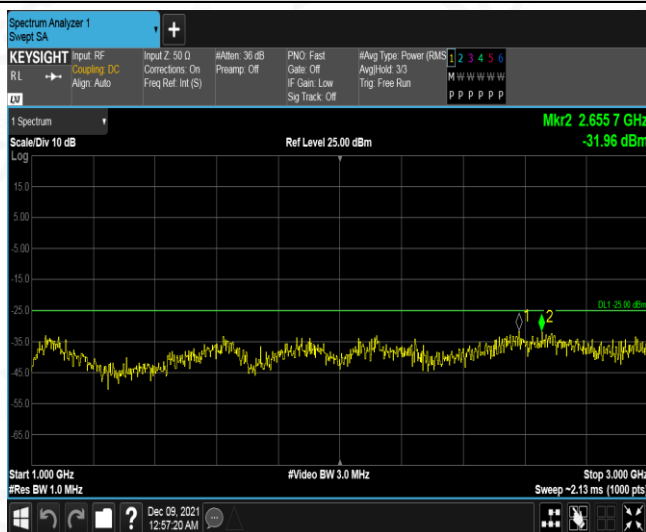 Spectrum Analyzer 1
Swept SA
+
KEYSIGHT
RL
LXI
Input: RF
Coupling: DC
Align: Auto
Input Z: 50 Ω
Corrections: On
Freq Ref: Int (S)
#Atten: 36 dB
Preamp: Off
PNO: Fast
Gate: Off
IF Gain: Low
Sig Track: Off
#Avg Type: Power (RMS
Avg|Hold: 3/3
Trig: Free Run
1 2 3 4 5 6
M W W W W W
P P P P P P
1 Spectrum
Scale/Div 10 dB
Log
Ref Level 25.00 dBm
Mkr2 2.655 7 GHz
-31.96 dBm
15.0
5.00
-5.00
-15.0
-25.0
-35.0
-45.0
-55.0
-65.0
DL1 -25.00 dBm
1
2
Start 1.000 GHz
#Res BW 1.0 MHz
#Video BW 3.0 MHz
Stop 3.000 GHz
Sweep ~2.13 ms (1000 pts)
?
Dec 09, 2021
12:57:20 AM